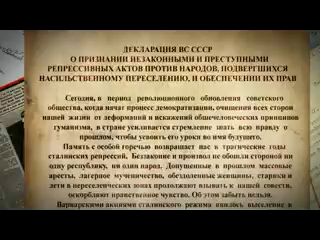 ДЕКЛАРАЦИЯ ВС СССР
О ПРИЗНАНИИ НЕЗАКОННЫМИ И ПРЕСТУПНЫМИ
РЕПРЕССИВНЫХ АКТОВ ПРОТИВ НАРОДОВ, ПОДВЕРГШИХСЯ
НАСИЛЬСТВЕННОМУ ПЕРЕСЕЛЕНИЮ, И ОБЕСПЕЧЕНИИ ИХ ПРАВ
Сегодня, в период революционного обновления советского
общества, когда идет процесс демократизации, очищения всех сторон
нашей жизни от деформаций и искажений общечеловеческих принципов
гуманизма, в стране усиливается стремление знать всю правду о
прошлом, чтобы усвоить его уроки во имя будущего.
Память с особой горечью возвращает нас в трагические годы
сталинских репрессий. Беззаконие и произвол не обошли стороной ни
одну республику, ни один народ. Допущенные в прошлом массовые
аресты, лагерное мученичество, обездоленные женщины, старики и
дети в переселенческих зонах продолжают взывать к нашей совести,
оскорбляют нравственное чувство. Об этом забыть нельзя.
Варварскими акциями сталинского режима явилось выселение в